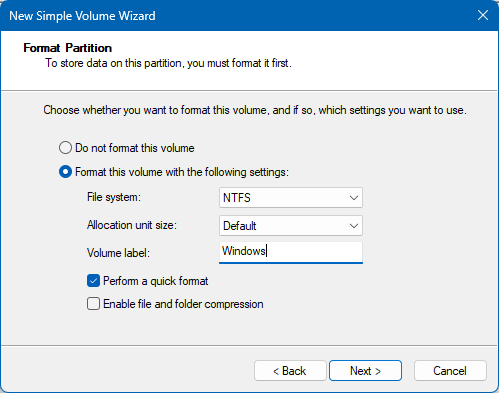 New Simple Volume Wizard
Format Partition
To store data on this partition, you must format it first.
Choose whether you want to format this volume, and if so, which settings you want to use.
Do not format this volume
Format this volume with the following settings:
File system: NTFS
Allocation unit size: Default
Volume label: Windows
Perform a quick format
Enable file and folder compression
< Back Next > Cancel